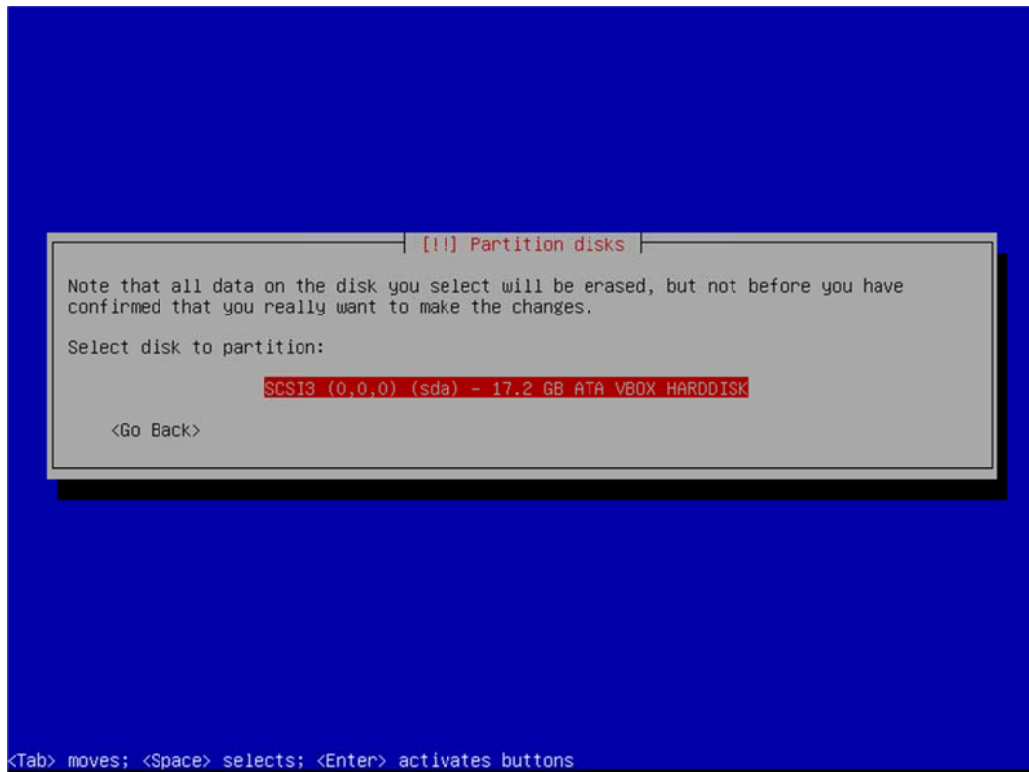 [!!] Partition disks
Note that all data on the disk you select will be erased, but not before you have
confirmed that you really want to make the changes.
Select disk to partition:
SCSI3 (0,0,0) (sda) - 17.2 GB ATA VBOX HARDDISK
<Go Back>
<Tab> moves; <Space> selects; <Enter> activates buttons